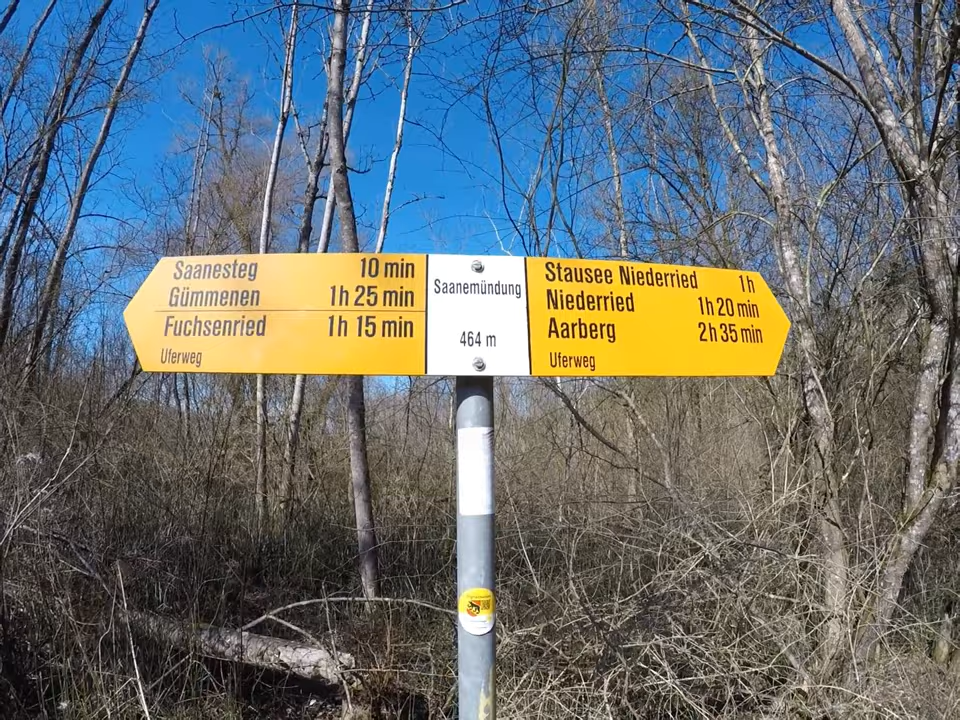 Saanesteg 10 min
Gümmenen 1h 25 min
Fuchsenried 1h 15 min
Uferweg
Saanemündung
464 m
Stausee Niederried 1h
Niederried 1h 20 min
Aarberg 2h 35 min
Uferweg